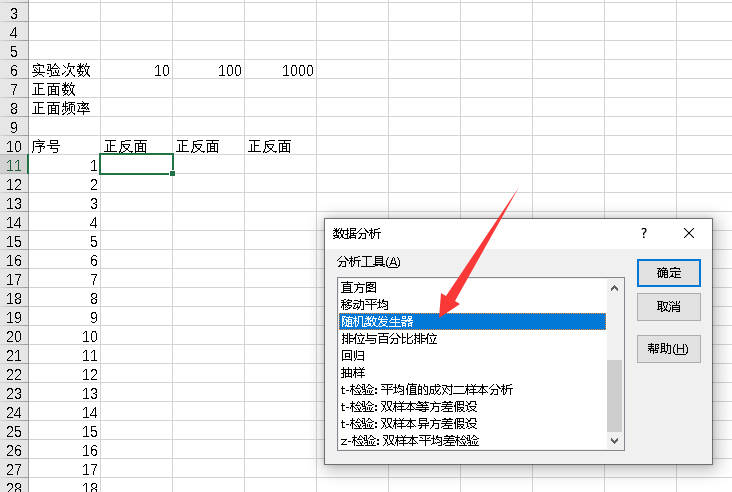 3
4
5
6 实验次数 10 100 1000
7 正面数
8 正面频率
9
10 序号 正反面 正反面 正反面
11 1
12 2
13 3
14 4
15 5
16 6
17 7
18 8
19 9
20 10
21 11
22 12
23 13
24 14
25 15
26 16
27 17
28 18
数据分析 ?
分析工具(A)
直方图
移动平均
随机数发生器
排位与百分比排位
回归
抽样
t-检验: 平均值的成对二样本分析
t-检验: 双样本等方差假设
t-检验: 双样本异方差假设
z-检验: 双样本平均差检验
确定
取消
帮助(H)